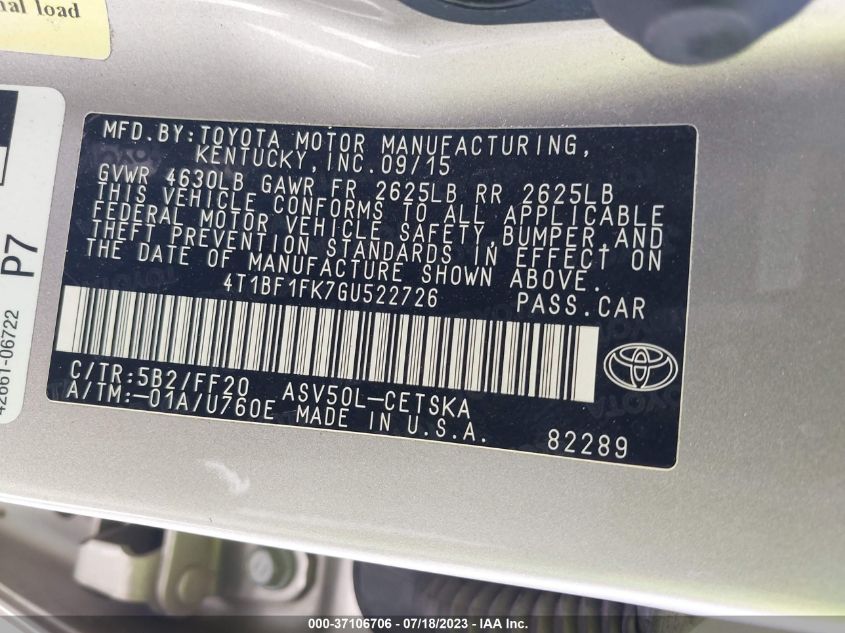 nal load
P7
42661-06722
MFD.BY:TOYOTA MOTOR MANUFACTURING,
KENTUCKY,INC.09/15
GVWR 4630LB GAWR FR 2625LB RR 2625LB
THIS VEHICLE CONFORMS TO ALL APPLICABLE
FEDERAL MOTOR VEHICLE SAFETY,BUMPER,AND
THEFT PREVENTION STANDARDS IN EFFECT ON
THE DATE OF MANUFACTURE SHOWN ABOVE.
4T1BF1FK7GU522726 PASS.CAR
C/TR:5B2/FF20 ASV50L-CETSKA
A/TM:-01A/U760E MADE IN U.S.A.
82289
000-37106706 - 07/18/2023 - IAA Inc.